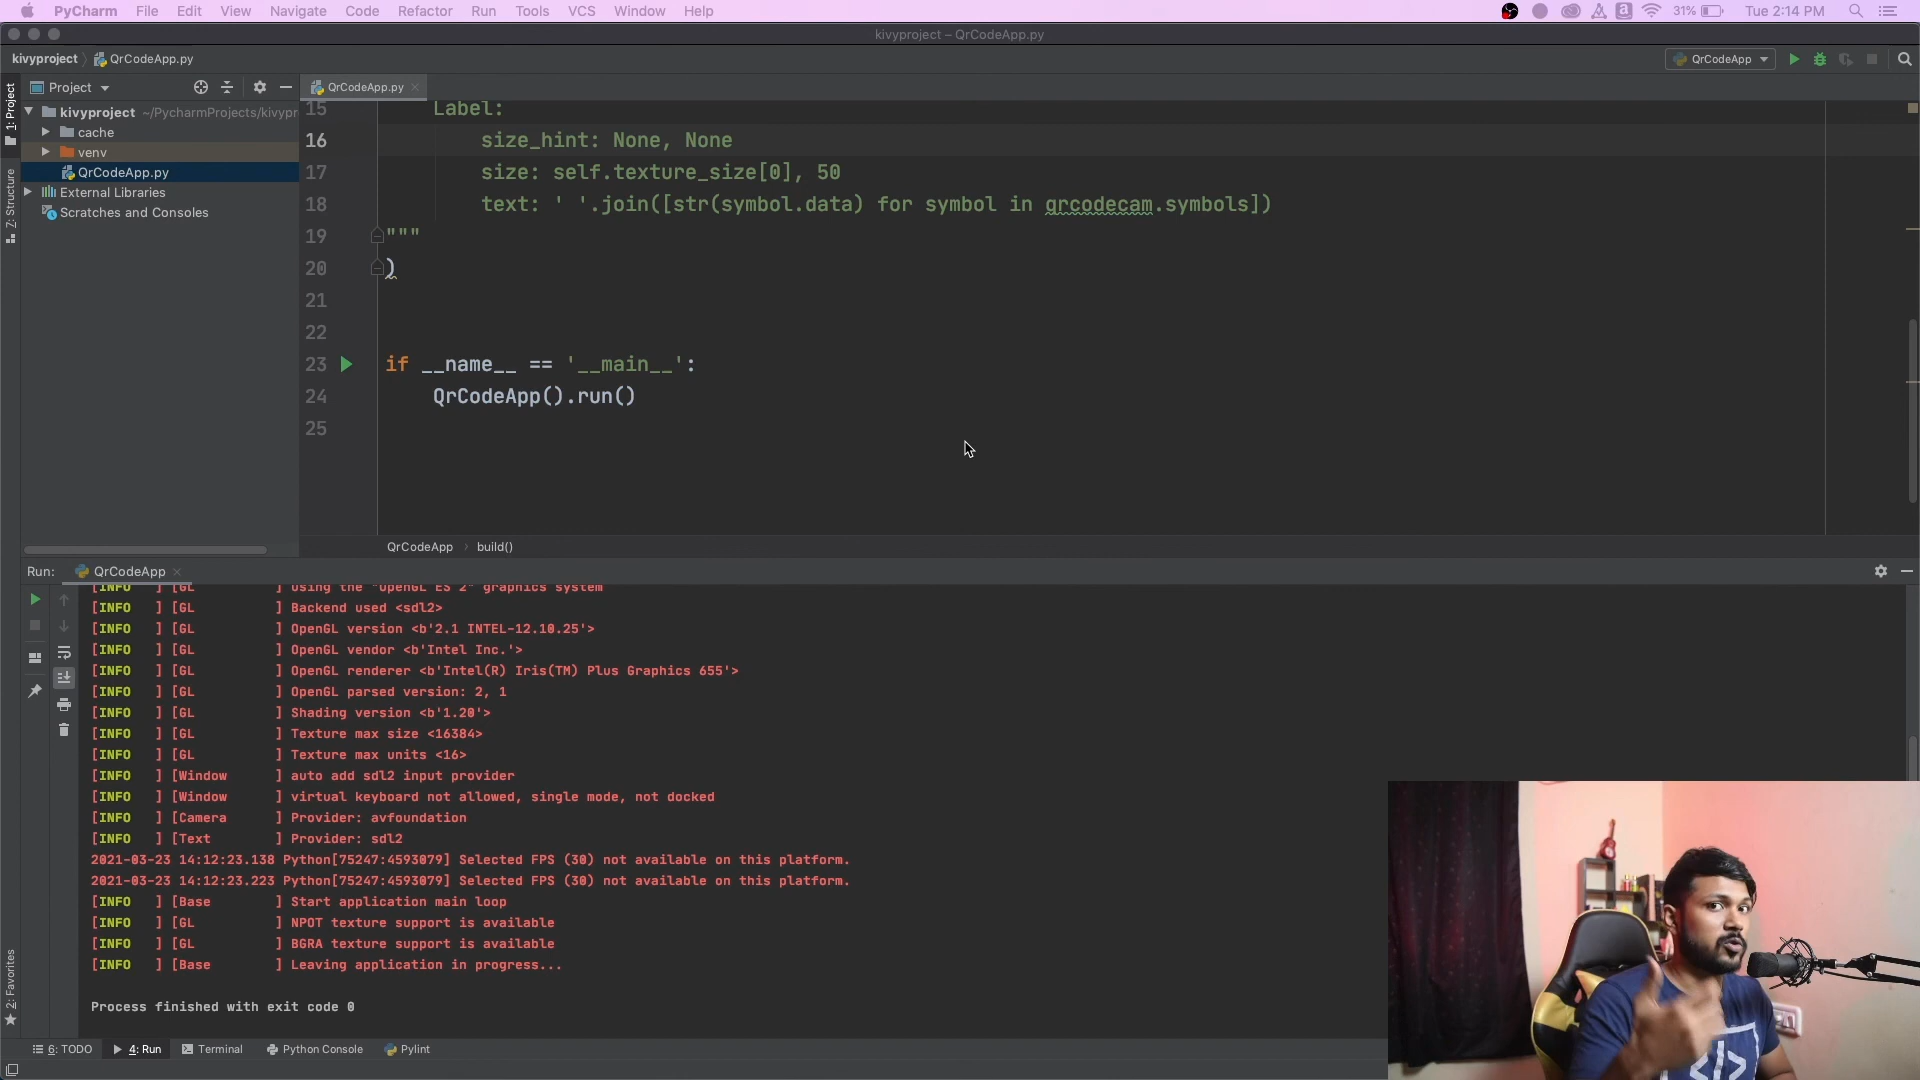 PyCharm File Edit View Navigate Code Refactor Run Tools VCS Window Help 31% Tue 2:14 PM
kivyproject – QrCodeApp.py
kivyproject QrCodeApp.py QrCodeApp
Project QrCodeApp.py
1: Project
kivyproject ~/PycharmProjects/kivypr
cache
venv
QrCodeApp.py
External Libraries
Scratches and Consoles
Z: Structure
15 Label:
16 size_hint: None, None
17 size: self.texture_size[0], 50
18 text: ' '.join([str(symbol.data) for symbol in qrcodecam.symbols])
19 """
20 )
21
22
23 if __name__ == '__main__':
24 QrCodeApp().run()
25
QrCodeApp › build()
Run: QrCodeApp
[INFO ] [GL ] Using the "OpenGL ES 2" graphics system
[INFO ] [GL ] Backend used <sdl2>
[INFO ] [GL ] OpenGL version <b'2.1 INTEL-12.10.25'>
[INFO ] [GL ] OpenGL vendor <b'Intel Inc.'>
[INFO ] [GL ] OpenGL renderer <b'Intel(R) Iris(TM) Plus Graphics 655'>
[INFO ] [GL ] OpenGL parsed version: 2, 1
[INFO ] [GL ] Shading version <b'1.20'>
[INFO ] [GL ] Texture max size <16384>
[INFO ] [GL ] Texture max units <16>
[INFO ] [Window ] auto add sdl2 input provider
[INFO ] [Window ] virtual keyboard not allowed, single mode, not docked
[INFO ] [Camera ] Provider: avfoundation
[INFO ] [Text ] Provider: sdl2
2021-03-23 14:12:23.138 Python[75247:4593079] Selected FPS (30) not available on this platform.
2021-03-23 14:12:23.223 Python[75247:4593079] Selected FPS (30) not available on this platform.
[INFO ] [Base ] Start application main loop
[INFO ] [GL ] NPOT texture support is available
[INFO ] [GL ] BGRA texture support is available
[INFO ] [Base ] Leaving application in progress...
Process finished with exit code 0
2: Favorites
6: TODO 4: Run Terminal Python Console Pylint